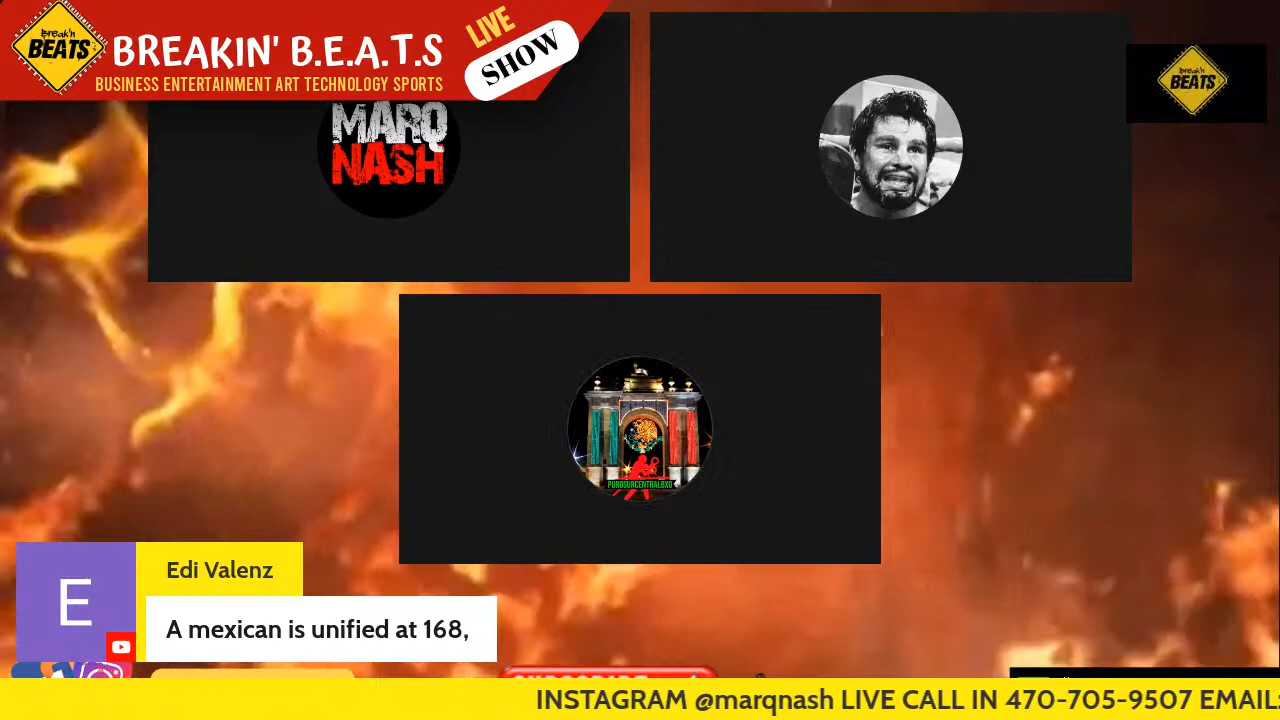 break'n
BEATS
BREAKIN' B.E.A.T.S
BUSINESS ENTERTAINMENT ART TECHNOLOGY SPORTS
LIVE
SHOW
MARQ
NASH
break'n
BEATS
PUROSURCENTRALBXO
E
Edi Valenz
A mexican is unified at 168,
INSTAGRAM @marqnash LIVE CALL IN 470-705-9507 EMAIL: